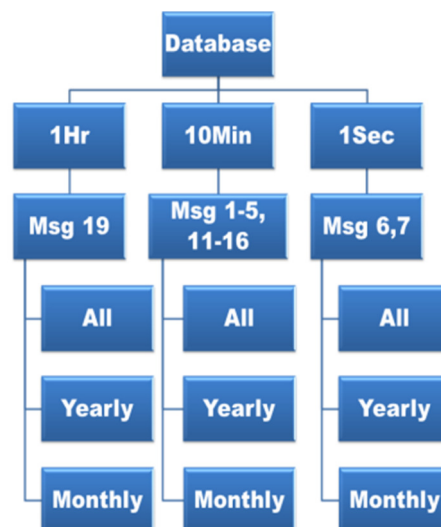 Database
1Hr
10Min
1Sec
Msg 19
Msg 1-5,
11-16
Msg 6,7
All
All
All
Yearly
Yearly
Yearly
Monthly
Monthly
Monthly